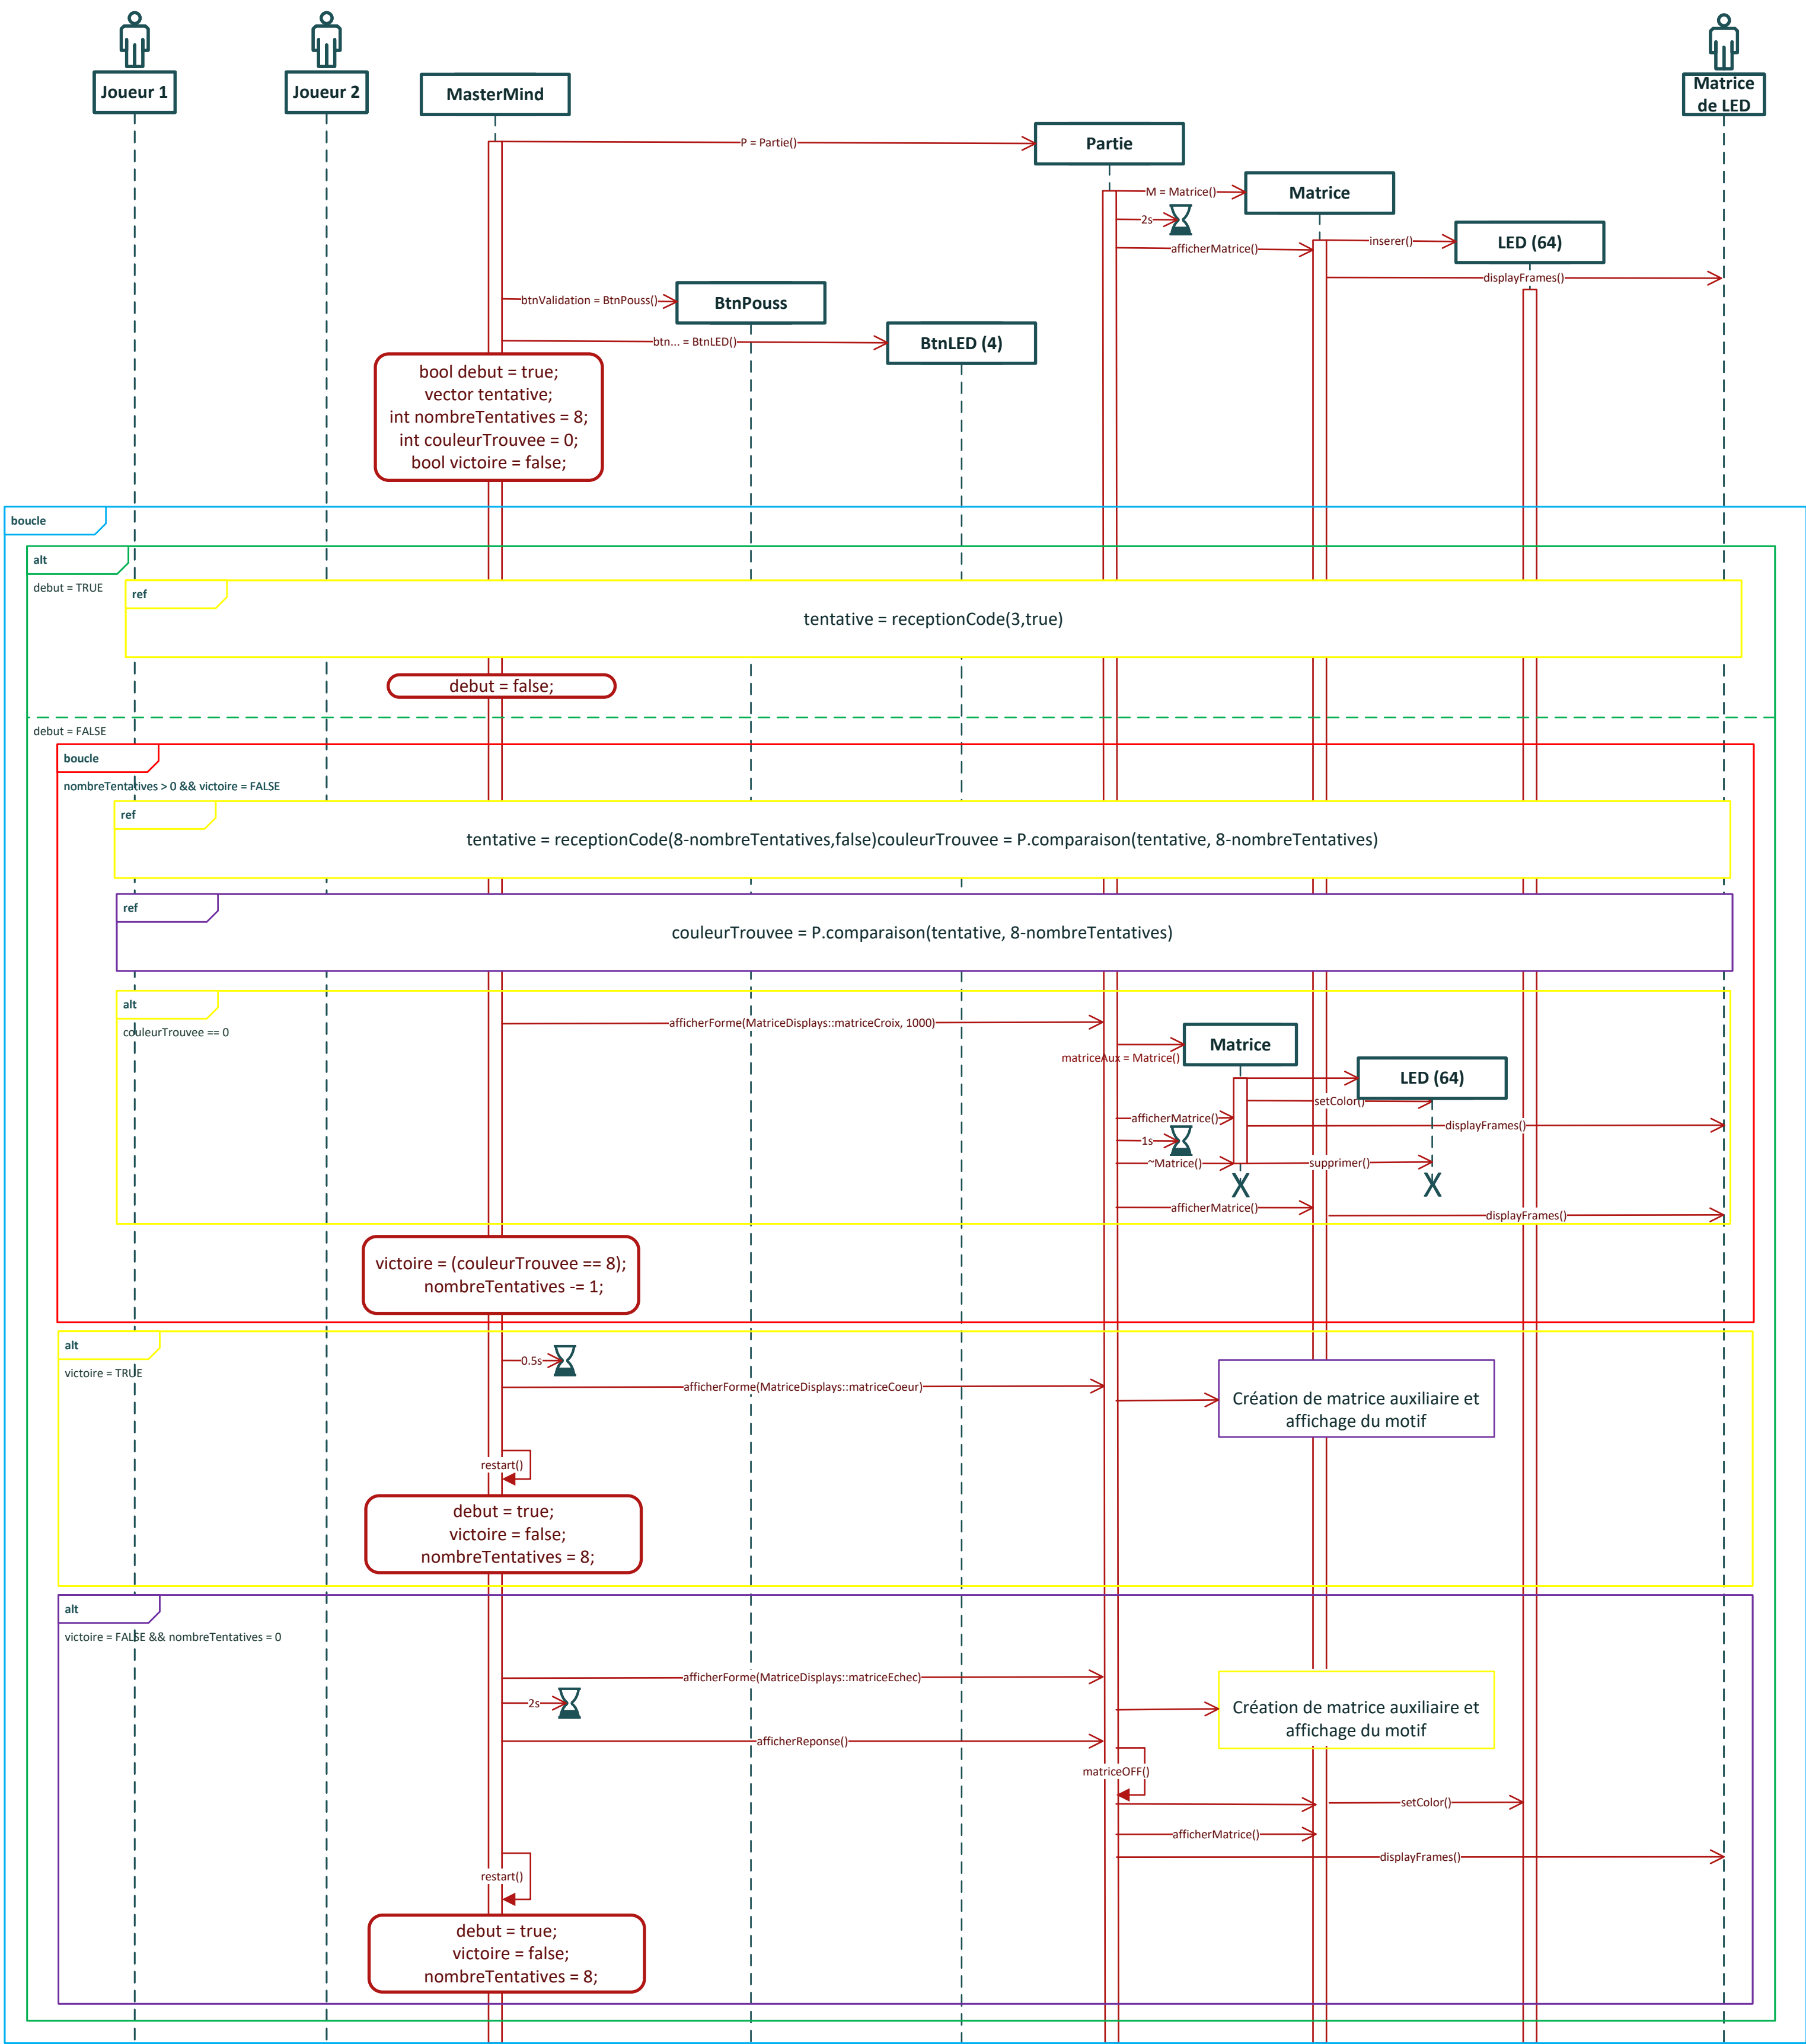 Joueur 1
Joueur 2
MasterMind
Matrice
de LED
P = Partie()
Partie
M = Matrice()
Matrice
2s
inserer()
LED (64)
afficherMatrice()
displayFrames()
btnValidation = BtnPouss()
BtnPouss
btn... = BtnLED()
BtnLED (4)
bool debut = true;
vector tentative;
int nombreTentatives = 8;
int couleurTrouvee = 0;
bool victoire = false;
boucle
alt
debut = TRUE
ref
tentative = receptionCode(3,true)
debut = false;
debut = FALSE
boucle
nombreTentatives > 0 && victoire = FALSE
ref
tentative = receptionCode(8-nombreTentatives,false)couleurTrouvee = P.comparaison(tentative, 8-nombreTentatives)
ref
couleurTrouvee = P.comparaison(tentative, 8-nombreTentatives)
alt
couleurTrouvee == 0
afficherForme(MatriceDisplays::matriceCroix, 1000)
matriceAux = Matrice()
Matrice
LED (64)
setColor()
afficherMatrice()
displayFrames()
1s
~Matrice()
supprimer()
X
X
afficherMatrice()
displayFrames()
victoire = (couleurTrouvee == 8);
nombreTentatives -= 1;
alt
victoire = TRUE
0.5s
afficherForme(MatriceDisplays::matriceCoeur)
Création de matrice auxiliaire et
affichage du motif
restart()
debut = true;
victoire = false;
nombreTentatives = 8;
alt
victoire = FALSE && nombreTentatives = 0
afficherForme(MatriceDisplays::matriceEchec)
2s
Création de matrice auxiliaire et
affichage du motif
afficherReponse()
matriceOFF()
setColor()
afficherMatrice()
displayFrames()
restart()
debut = true;
victoire = false;
nombreTentatives = 8;